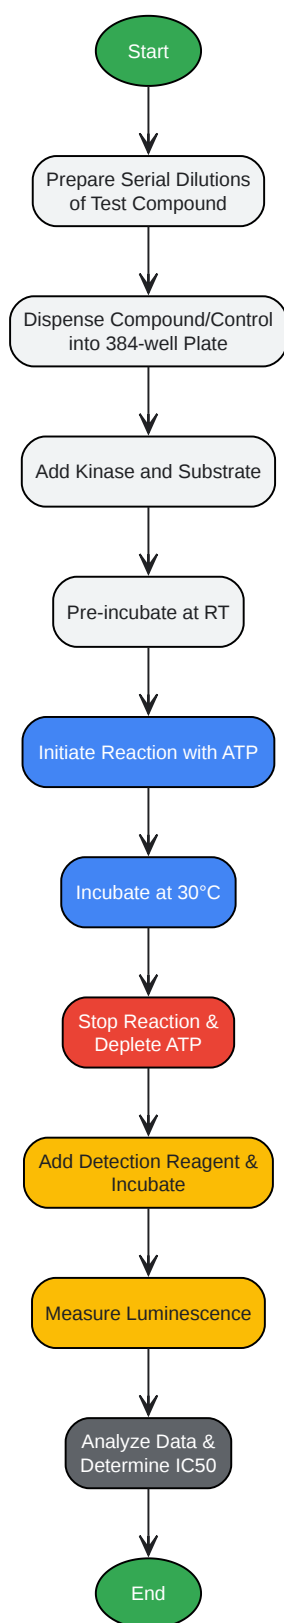 Start
Prepare Serial Dilutions
of Test Compound
Dispense Compound/Control
into 384-well Plate
Add Kinase and Substrate
Pre-incubate at RT
Initiate Reaction with ATP
Incubate at 30°C
Stop Reaction &
Deplete ATP
Add Detection Reagent &
Incubate
Measure Luminescence
Analyze Data &
Determine IC50
End